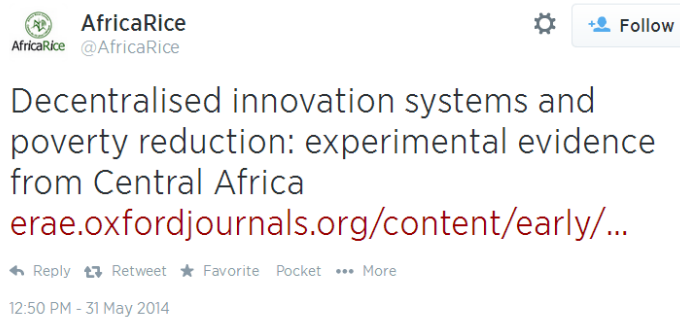 AfricaRice
@AfricaRice
AfricaRice
Follow
Decentralised innovation systems and
poverty reduction: experimental evidence
from Central Africa
erae.oxfordjournals.org/content/early/...
Reply Retweet Favorite Pocket More
12:50 PM - 31 May 2014